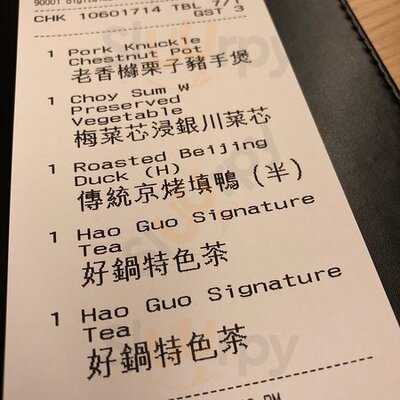 CHK 10601714 TBL 7/1
GST 3
1 Pork Knuckle
Chestnut Pot
老香櫞栗子豬手煲
1 Choy Sum W
Preserved
Vegetable
梅菜芯浸銀川菜芯
1 Roasted Beijing
Duck (H)
傳統京烤填鴨(半)
1 Hao Guo Signature
Tea
好鍋特色茶
1 Hao Guo Signature
Tea
好鍋特色茶